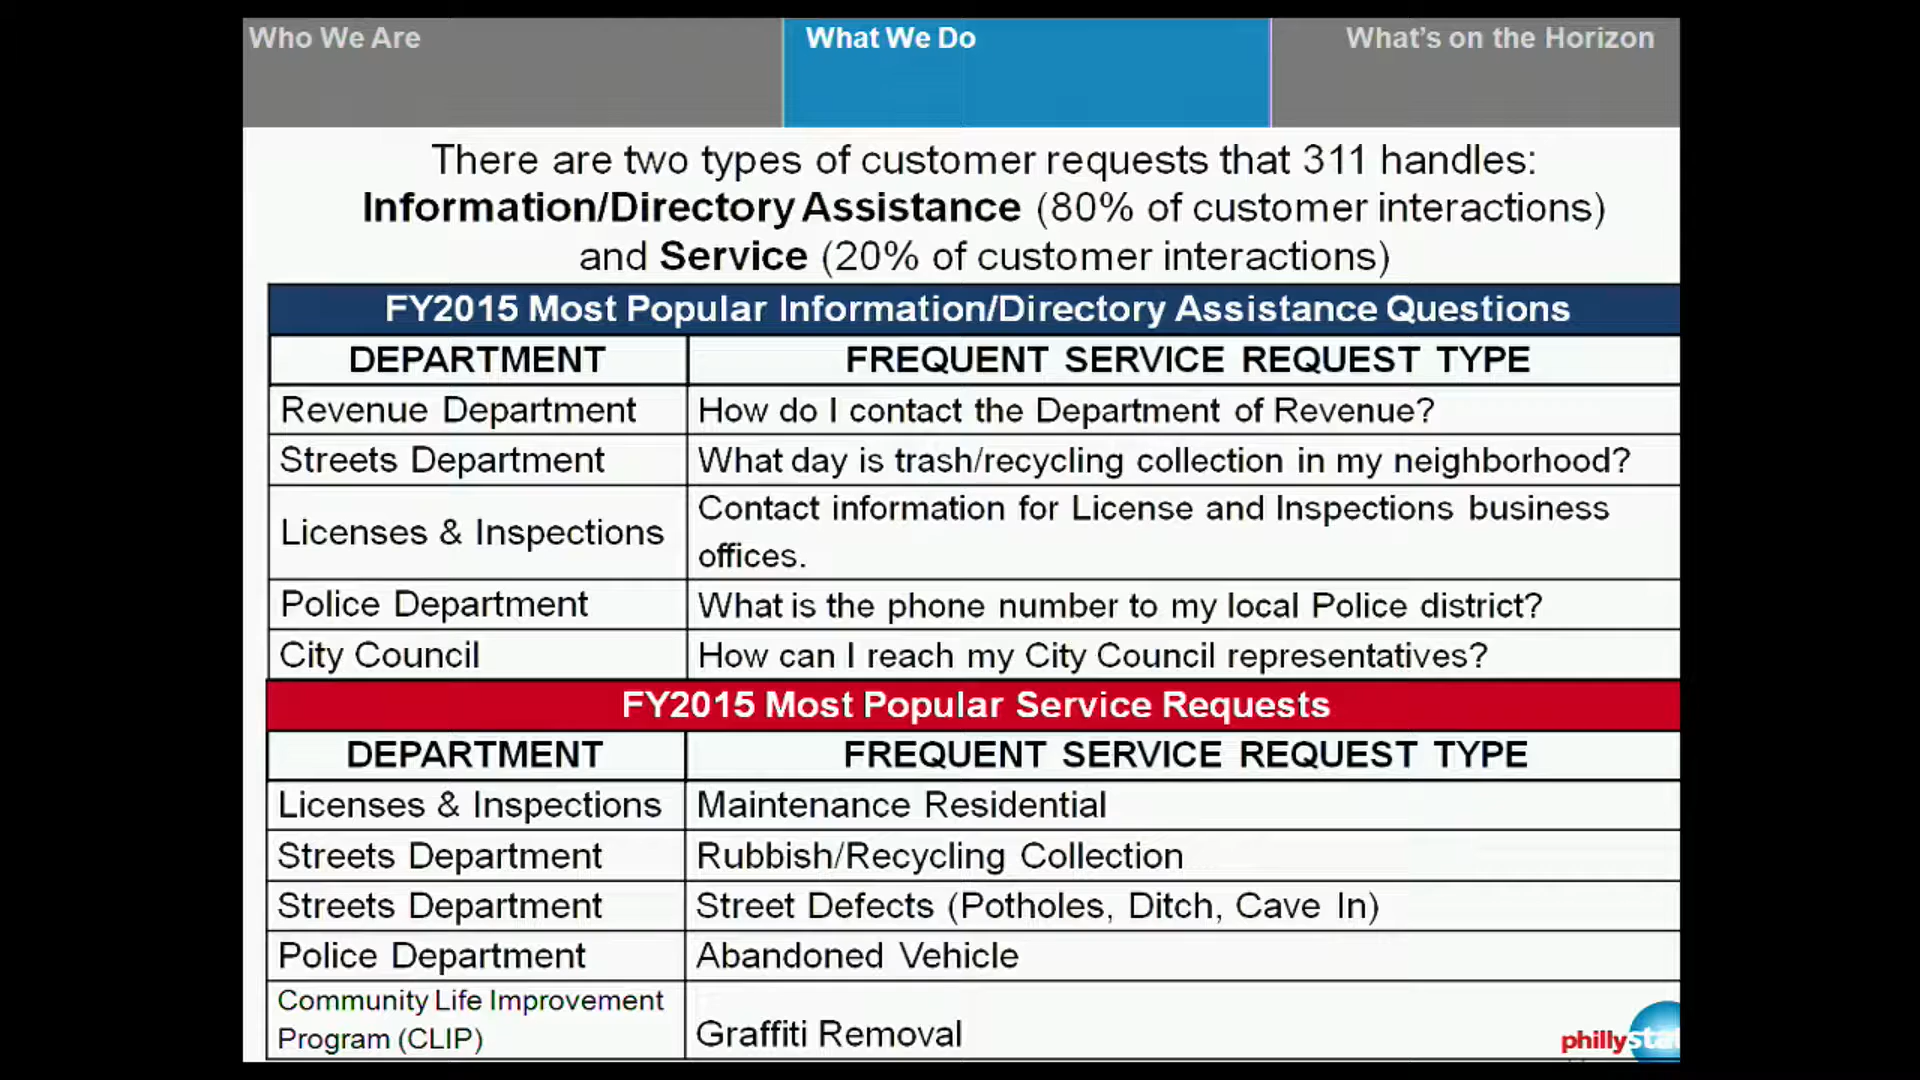 Who We Are
What We Do
What's on the Horizon
There are two types of customer requests that 311 handles:
Information/Directory Assistance (80% of customer interactions)
and Service (20% of customer interactions)
FY2015 Most Popular Information/Directory Assistance Questions
DEPARTMENT
FREQUENT SERVICE REQUEST TYPE
Revenue Department
How do I contact the Department of Revenue?
Streets Department
What day is trash/recycling collection in my neighborhood?
Licenses & Inspections
Contact information for License and Inspections business
offices.
Police Department
What is the phone number to my local Police district?
City Council
How can I reach my City Council representatives?
FY2015 Most Popular Service Requests
DEPARTMENT
FREQUENT SERVICE REQUEST TYPE
Licenses & Inspections
Maintenance Residential
Streets Department
Rubbish/Recycling Collection
Streets Department
Street Defects (Potholes, Ditch, Cave In)
Police Department
Abandoned Vehicle
Community Life Improvement
Program (CLIP)
Graffiti Removal
philly